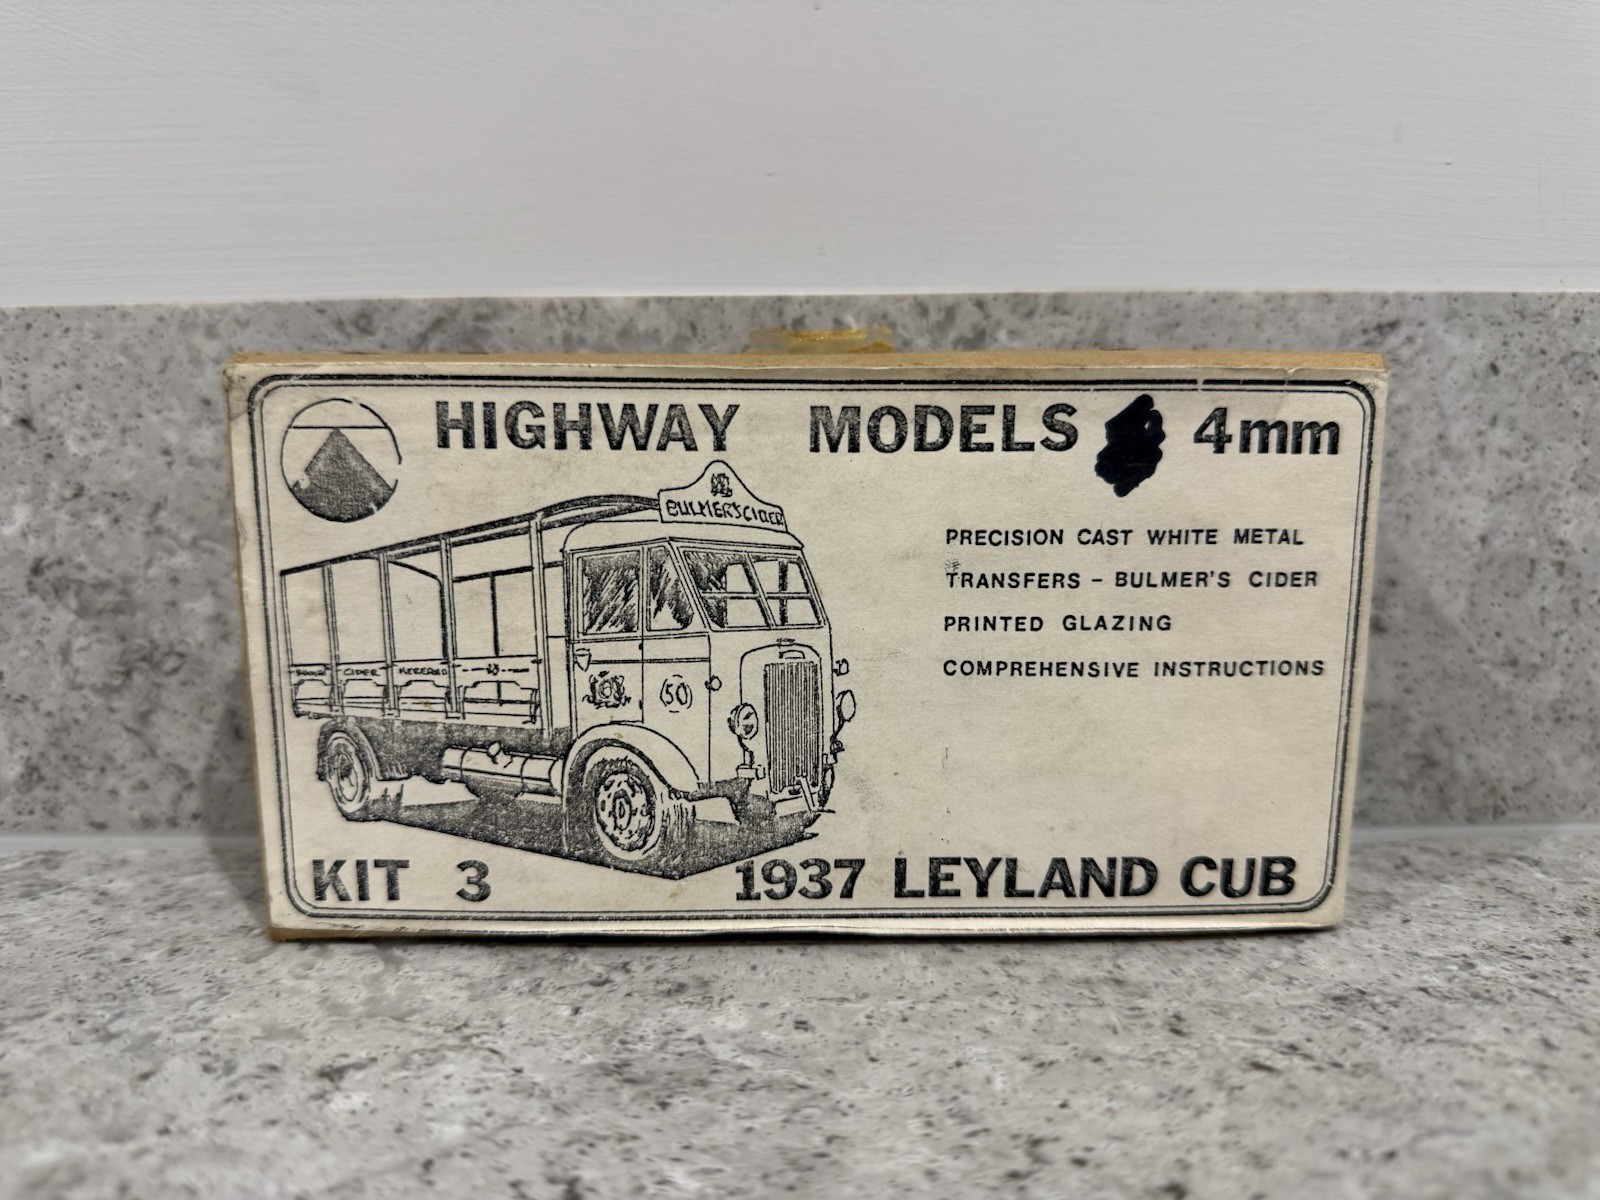 HIGHWAY MODELS 4mm
BULMER'S CIDER
PRECISION CAST WHITE METAL
TRANSFERS - BULMER'S CIDER
PRINTED GLAZING
COMPREHENSIVE INSTRUCTIONS
CIDER
50
KIT 3 1937 LEYLAND CUB